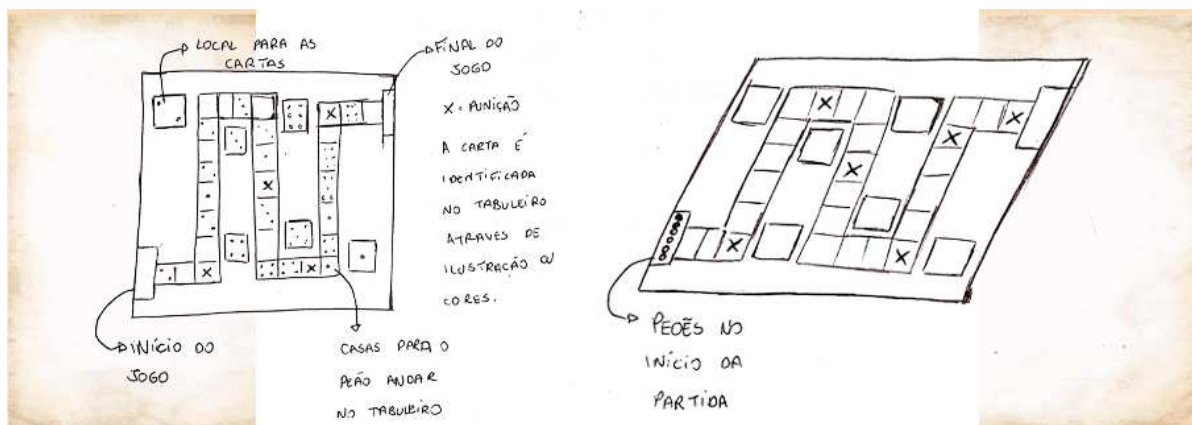 LOCAL PARA AS
CARTAS
FINAL DO
JOGO
X = PUNIÇÃO
A CARTA É
IDENTIFICADA
NO TABULEIRO
ATRAVES DE
ILUSTRAÇÃO OU
CORES.
INÍCIO DO
JOGO
CASAS PARA O
PEÃO ANDAR
NO TABULEIRO
PEOẼS NO
INÍCIO DA
PARTIDA